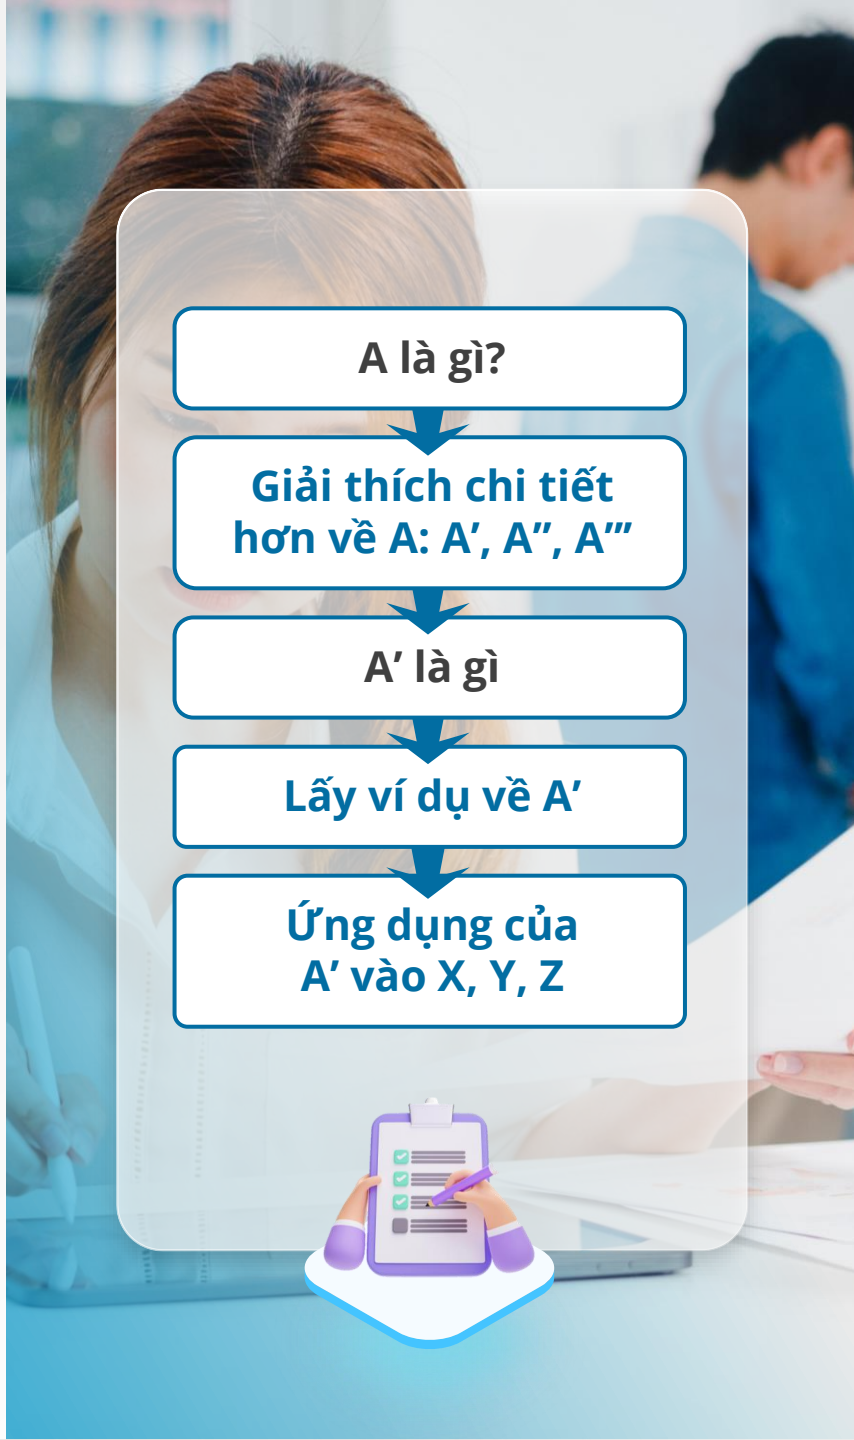 A là gì?
Giải thích chi tiết
hơn về A: A’, A’’, A’’’
A’ là gì
Lấy ví dụ về A’
Ứng dụng của
A’ vào X, Y, Z